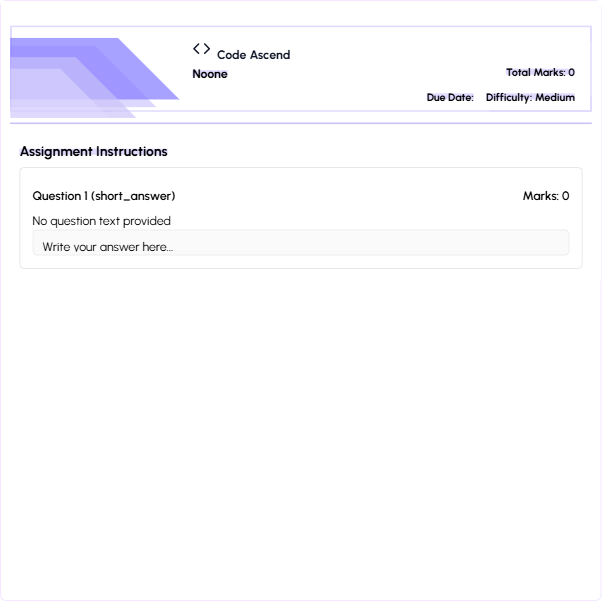 Code Ascend
Noone
Total Marks: 0
Due Date: Difficulty: Medium
Assignment Instructions
Question 1 (short_answer) Marks: 0
No question text provided
Write your answer here...